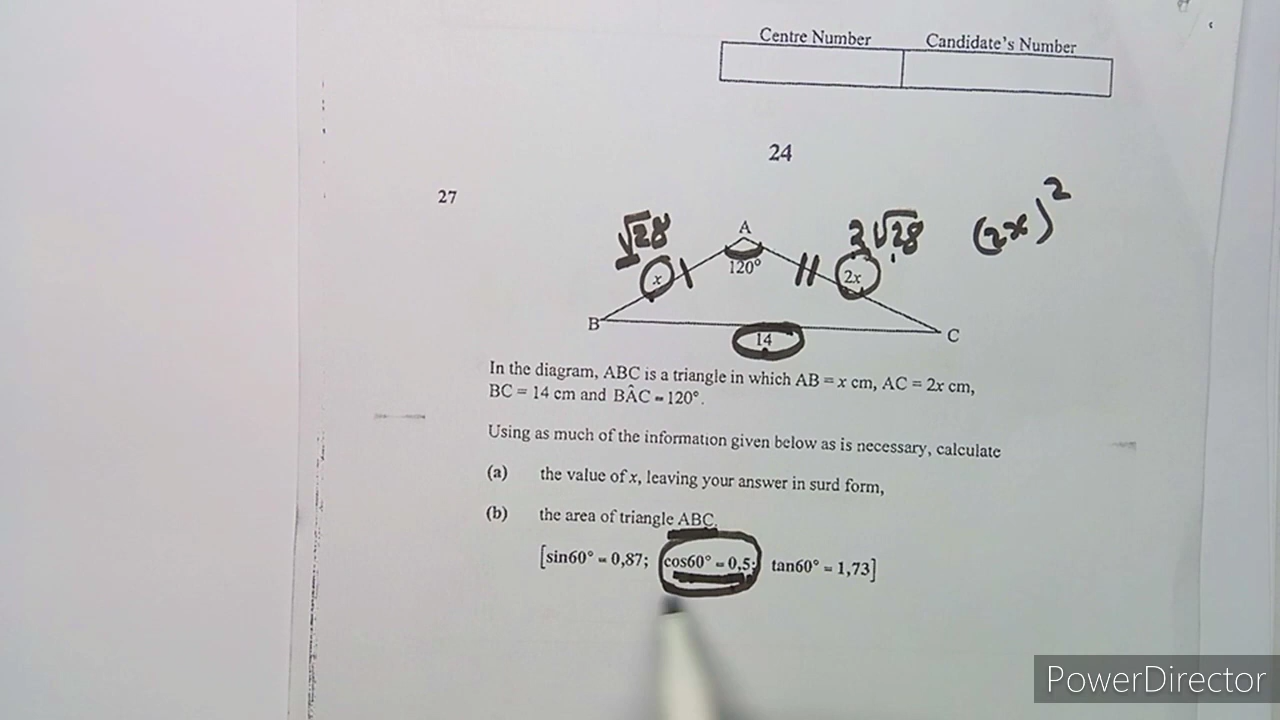 Centre Number Candidate's Number
24
27
√28 A 2√28 (2x)²
x 120° 2x
B 14 C
In the diagram, ABC is a triangle in which AB = x cm, AC = 2x cm,
BC = 14 cm and BÂC = 120°.
Using as much of the information given below as is necessary, calculate
(a) the value of x, leaving your answer in surd form,
(b) the area of triangle ABC.
[sin60° = 0,87; cos60° = 0,5; tan60° = 1,73]
PowerDirector